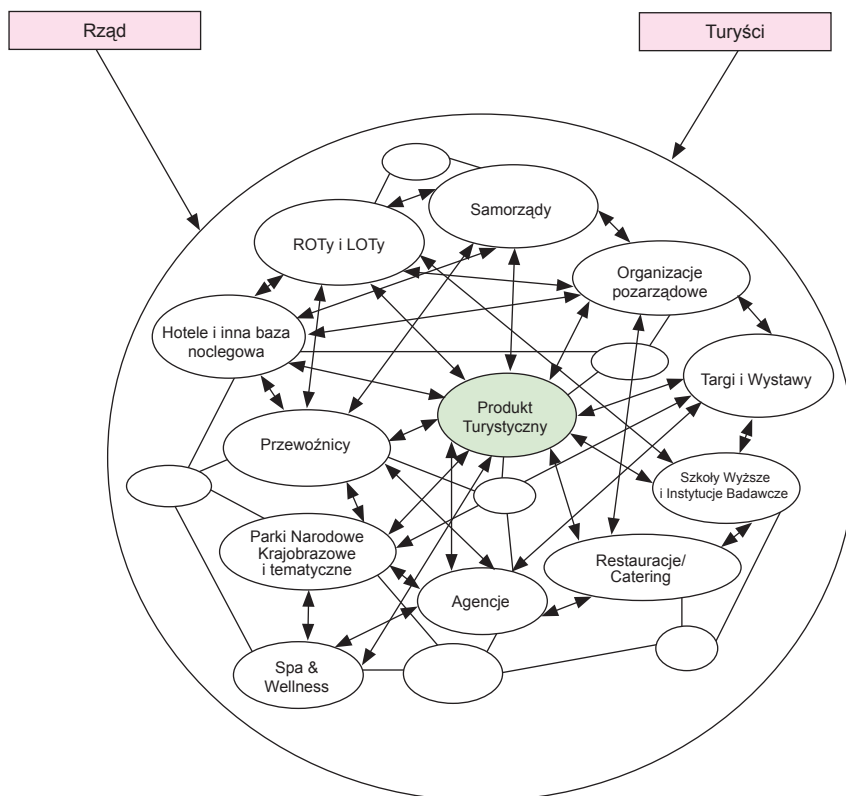 Rząd
Turyści
Samorządy
ROTy i LOTy
Organizacje
pozarządowe
Hotele i inna baza
noclegowa
Targi i Wystawy
Produkt
Turystyczny
Przewoźnicy
Szkoły Wyższe
i Instytucje Badawcze
Parki Narodowe
Krajobrazowe
i tematyczne
Restauracje/
Catering
Agencje
Spa &
Wellness